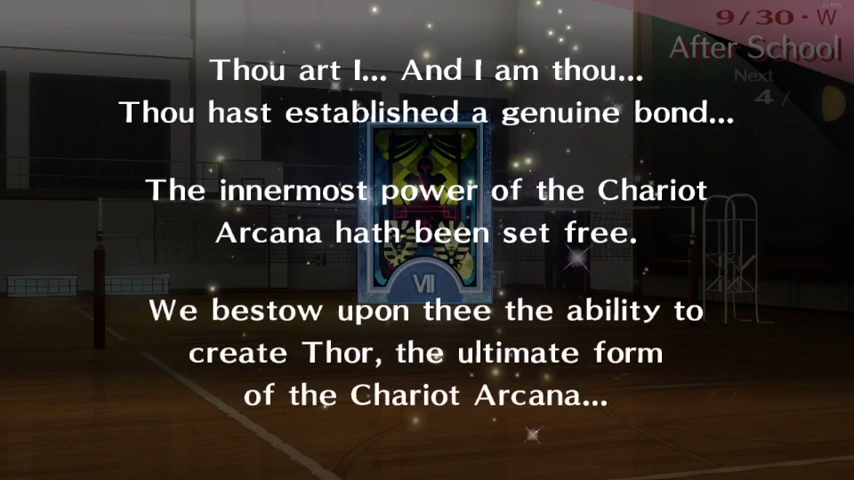 9/30・W
After School
Next
4/
Thou art I... And I am thou...
Thou hast established a genuine bond...
The innermost power of the Chariot
Arcana hath been set free.
VII
We bestow upon thee the ability to
create Thor, the ultimate form
of the Chariot Arcana...